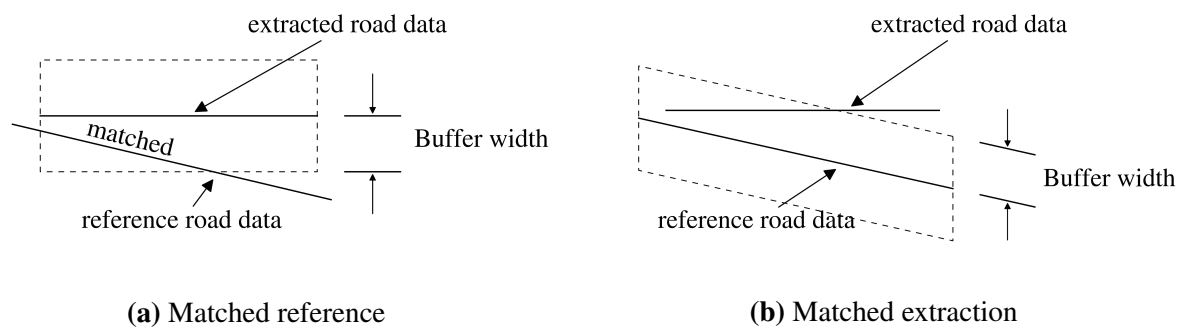 extracted road data
matched
Buffer width
reference road data
(a) Matched reference
extracted road data
Buffer width
reference road data
(b) Matched extraction